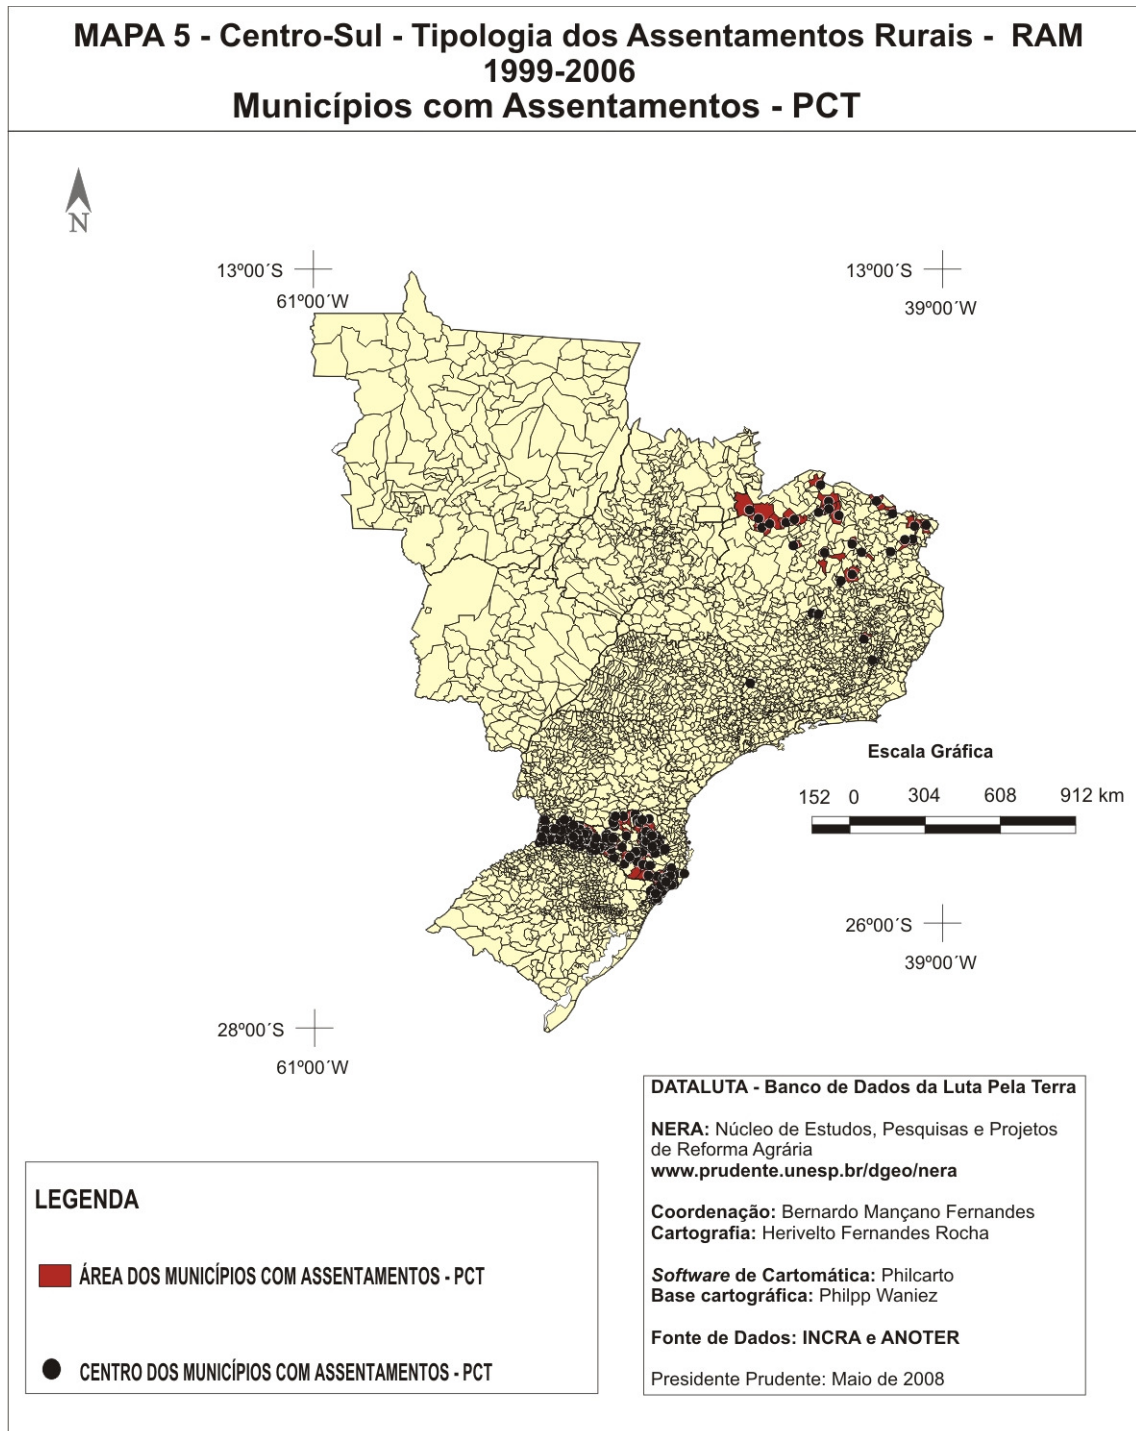 MAPA 5 - Centro-Sul - Tipologia dos Assentamentos Rurais - RAM
1999-2006
Municípios com Assentamentos - PCT
N
13º00´S
61º00´W
13º00´S
39º00´W
Escala Gráfica
152 0 304 608 912 km
26º00´S
39º00´W
28º00´S
61º00´W
DATALUTA - Banco de Dados da Luta Pela Terra
NERA: Núcleo de Estudos, Pesquisas e Projetos
de Reforma Agrária
www.prudente.unesp.br/dgeo/nera
Coordenação: Bernardo Mançano Fernandes
Cartografia: Herivelto Fernandes Rocha
Software de Cartomática: Philcarto
Base cartográfica: Philpp Waniez
Fonte de Dados: INCRA e ANOTER
Presidente Prudente: Maio de 2008
LEGENDA
ÁREA DOS MUNICÍPIOS COM ASSENTAMENTOS - PCT
CENTRO DOS MUNICÍPIOS COM ASSENTAMENTOS - PCT